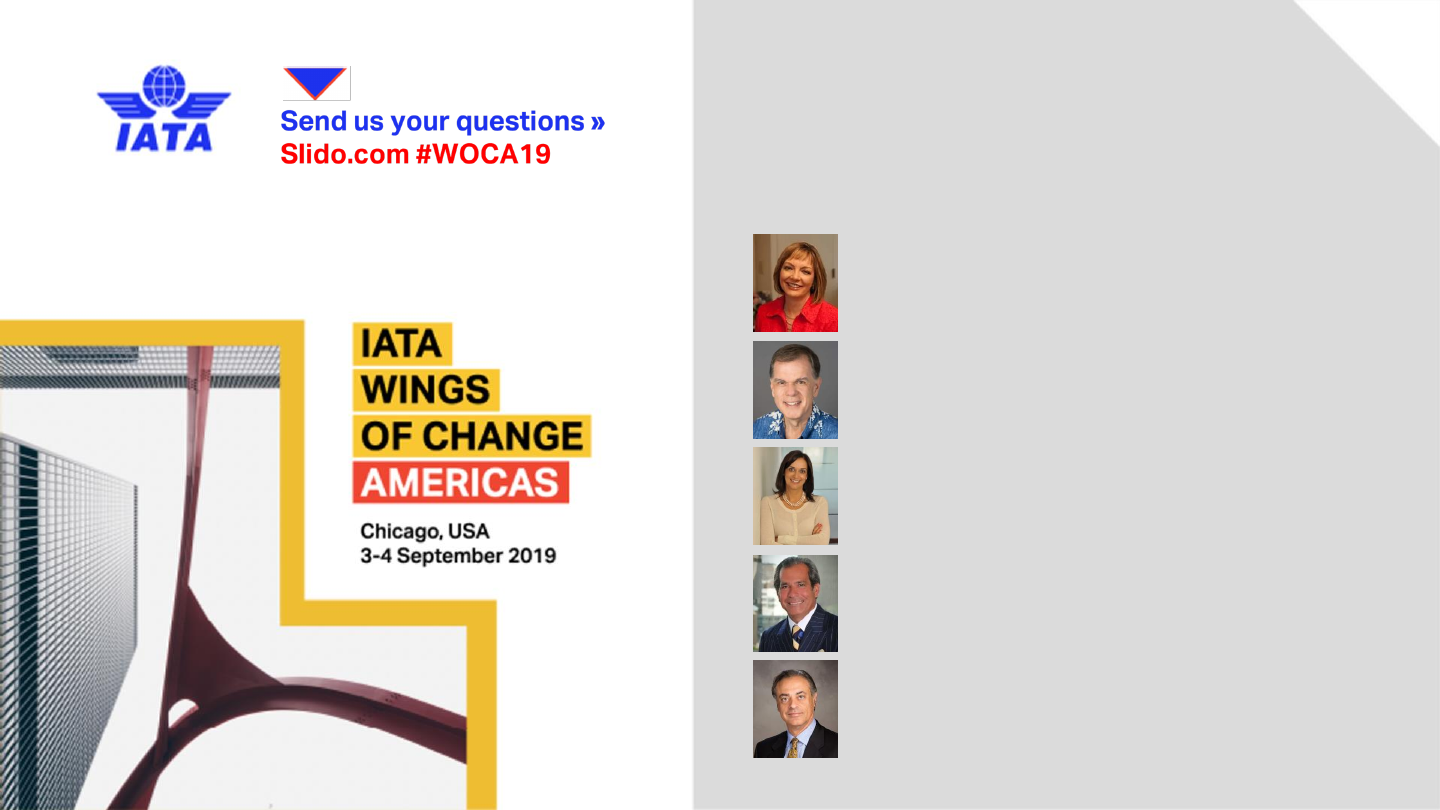 IATA
Send us your questions »
Slido.com #WOCA19
IATA
WINGS
OF CHANGE
AMERICAS
Chicago, USA
3-4 September 2019